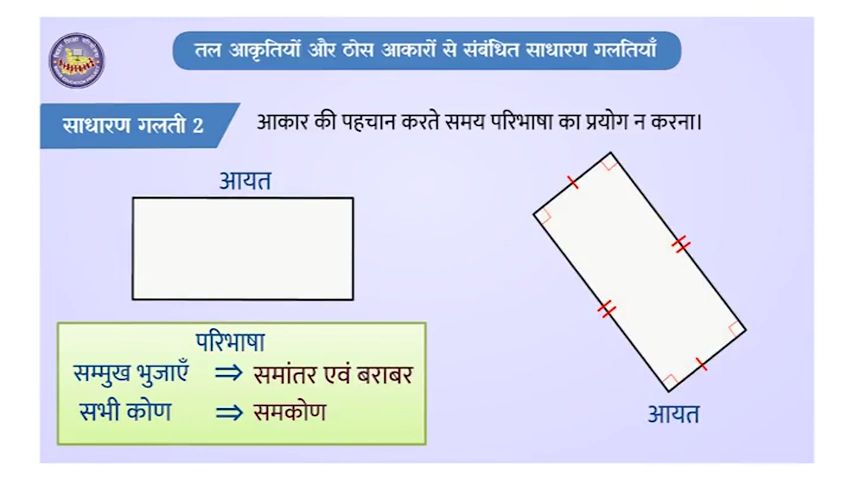 तल आकृतियों और ठोस आकारों से संबंधित साधारण गलतियाँ
साधारण गलती 2
आकार की पहचान करते समय परिभाषा का प्रयोग न करना।
आयत
परिभाषा
सम्मुख भुजाएँ ⇒ समांतर एवं बराबर
सभी कोण ⇒ समकोण
आयत